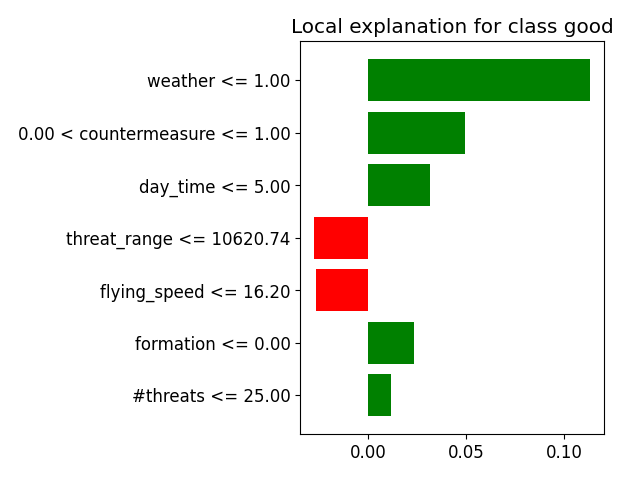 Local explanation for class good
weather <= 1.00
0.00 < countermeasure <= 1.00
day_time <= 5.00
threat_range <= 10620.74
flying_speed <= 16.20
formation <= 0.00
#threats <= 25.00
0.00 0.05 0.10